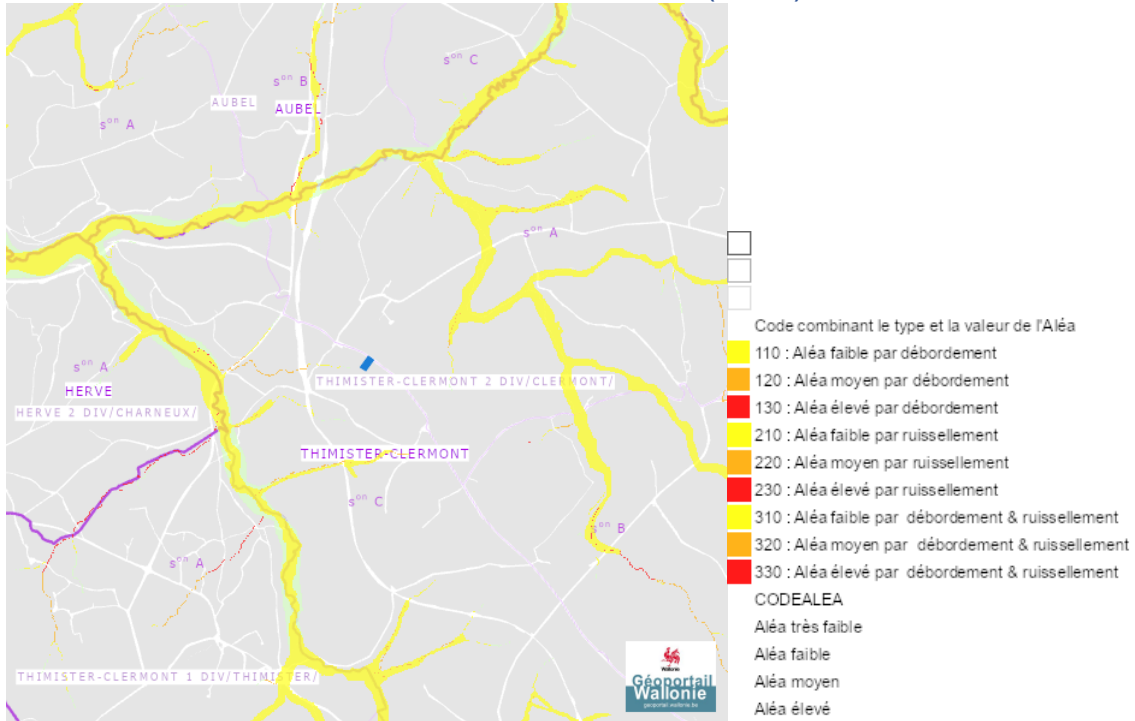 sᵒⁿ C
sᵒⁿ B
AUBEL
AUBEL
sᵒⁿ A
sᵒⁿ A
sᵒⁿ A
HERVE
THIMISTER-CLERMONT 2 DIV/CLERMONT/
HERVE 2 DIV/CHARNEUX/
THIMISTER-CLERMONT
sᵒⁿ C
sᵒⁿ B
sᵒⁿ A
THIMISTER-CLERMONT 1 DIV/THIMISTER/
Wallonie
Géoportail
Wallonie
geoportail.wallonie.be
Code combinant le type et la valeur de l'Aléa
110 : Aléa faible par débordement
120 : Aléa moyen par débordement
130 : Aléa élevé par débordement
210 : Aléa faible par ruissellement
220 : Aléa moyen par ruissellement
230 : Aléa élevé par ruissellement
310 : Aléa faible par débordement & ruissellement
320 : Aléa moyen par débordement & ruissellement
330 : Aléa élevé par débordement & ruissellement
CODEALEA
Aléa très faible
Aléa faible
Aléa moyen
Aléa élevé